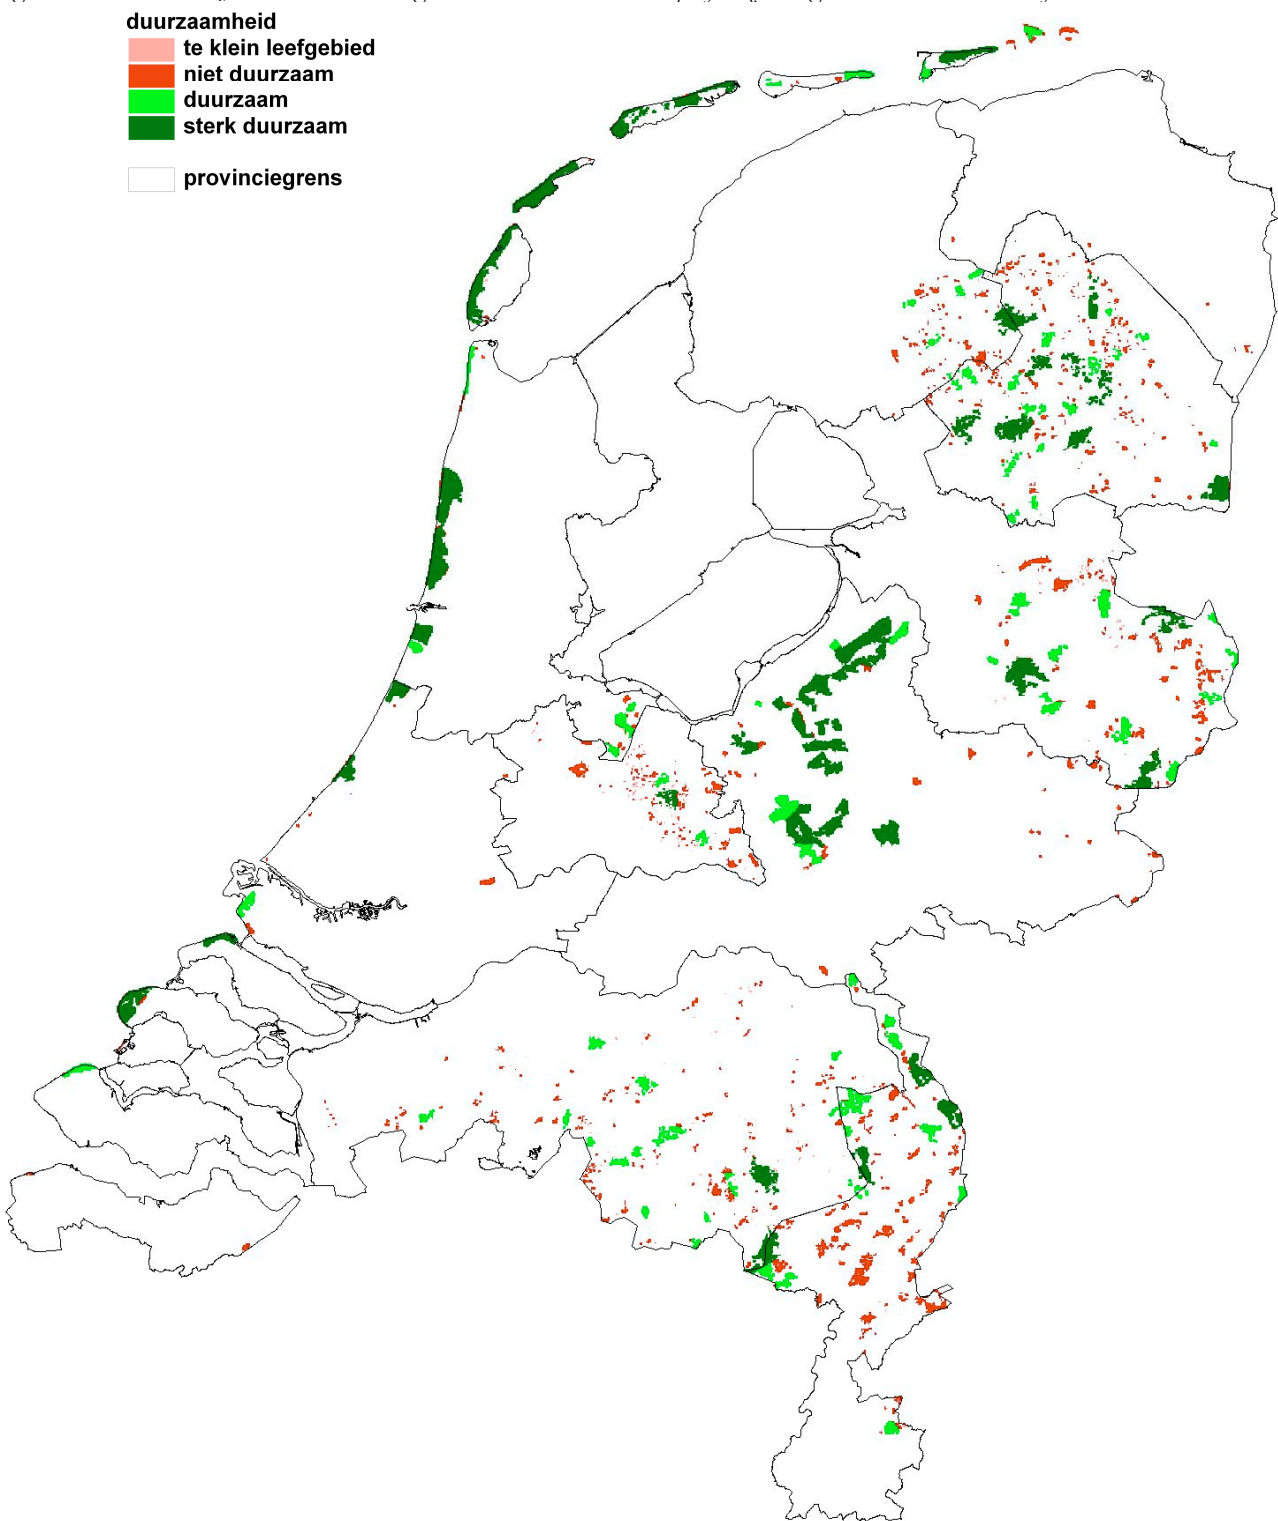 duurzaamheid
te klein leefgebied
niet duurzaam
duurzaam
sterk duurzaam
provinciegrens